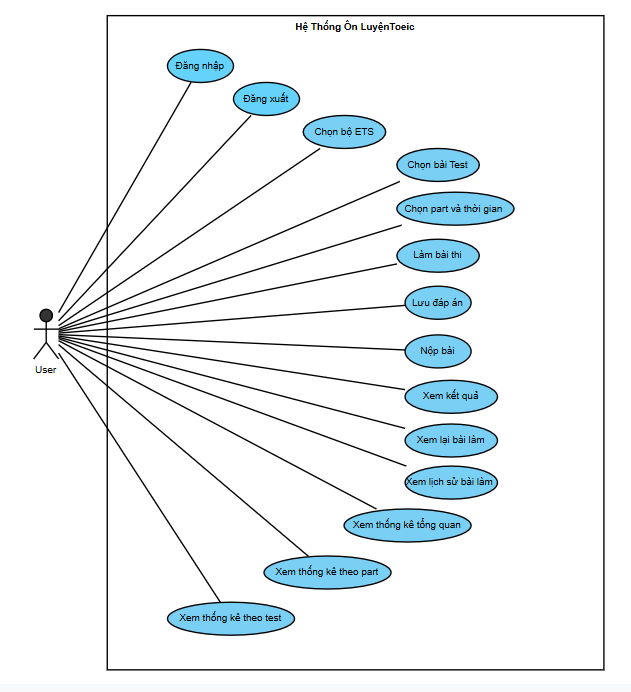 Hệ Thống Ôn LuyệnToeic
Đăng nhập
Đăng xuất
Chọn bộ ETS
Chọn bài Test
Chọn part và thời gian
Làm bài thi
Lưu đáp án
Nộp bài
User
Xem kết quả
Xem lại bài làm
Xem lịch sử bài làm
Xem thống kê tổng quan
Xem thống kê theo part
Xem thống kê theo test